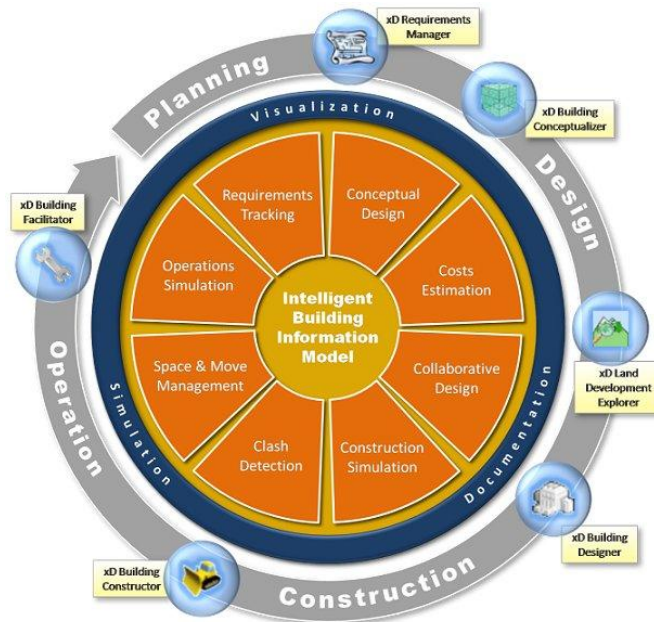 xD Requirements
Manager
Planning
Visualization
xD Building
Conceptualizer
Design
xD Building
Facilitator
Requirements
Tracking
Conceptual
Design
Operations
Simulation
Costs
Estimation
Intelligent
Building
Information
Model
Space & Move
Management
Collaborative
Design
xD Land
Development
Explorer
Operation
Simulation
Clash
Detection
Construction
Simulation
Documentation
xD Building
Designer
xD Building
Constructor
Construction